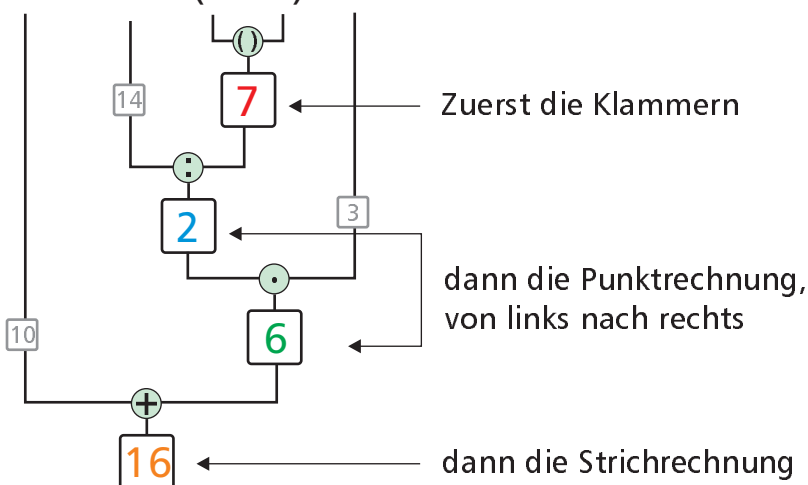 ( )
14
7
Zuerst die Klammern
:
2
3
·
dann die Punktrechnung,
von links nach rechts
10
6
+
16
dann die Strichrechnung